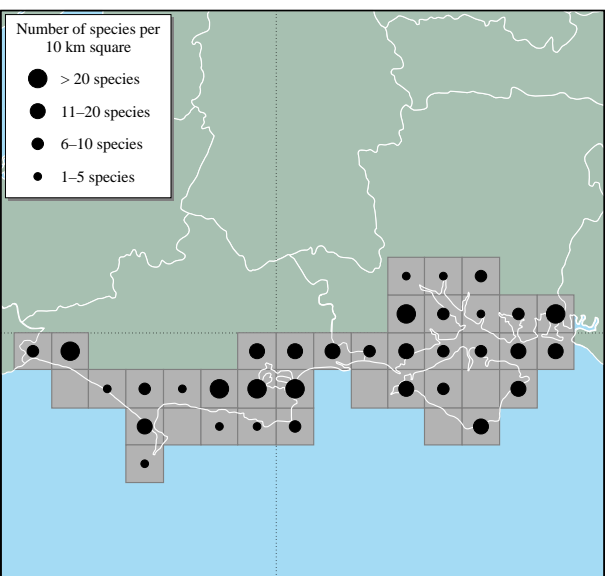 Number of species per
10 km square
> 20 species
11–20 species
6–10 species
1–5 species